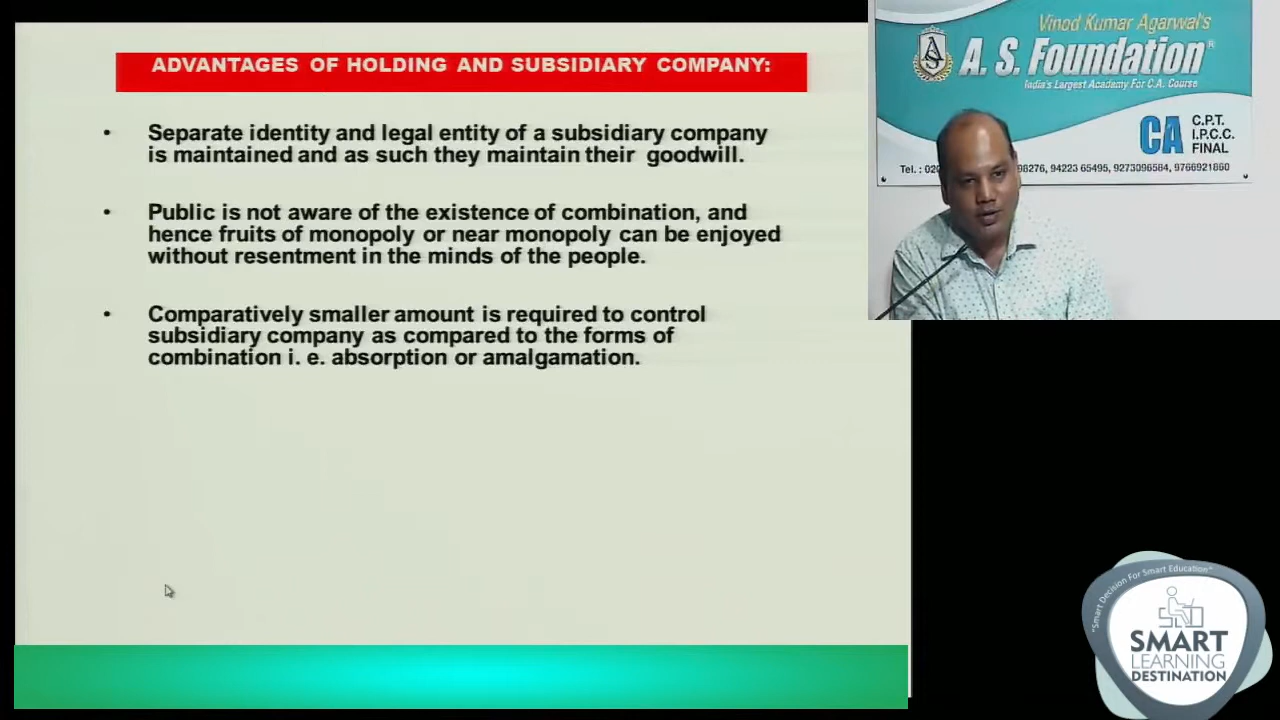 ADVANTAGES OF HOLDING AND SUBSIDIARY COMPANY:
• Separate identity and legal entity of a subsidiary company
is maintained and as such they maintain their goodwill.
• Public is not aware of the existence of combination, and
hence fruits of monopoly or near monopoly can be enjoyed
without resentment in the minds of the people.
• Comparatively smaller amount is required to control
subsidiary company as compared to the forms of
combination i. e. absorption or amalgamation.
Vinod Kumar Agarwal's
A. S. Foundation®
India's Largest Academy For C.A. Course
CA
C.P.T.
I.P.C.C.
FINAL
Tel. : 020 98276, 94223 65495, 9273096584, 9766921860
"Smart Decision For Smart Education"
SMART
LEARNING
DESTINATION